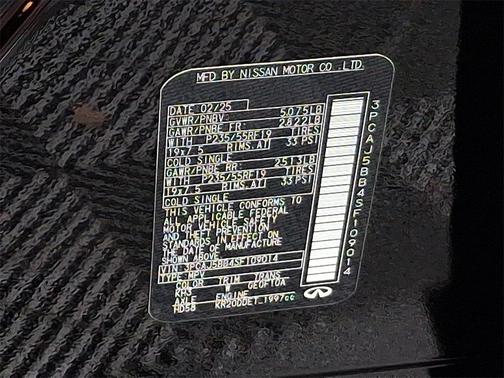 MFD BY NISSAN MOTOR CO.,LTD.
DATE 02/25
GVWR/PNBV: 5075LB
GAWR/PNBE FR: 2822LB
WITH P235/55RF19 TIRES
19X7.5 RIMS.AT 33 PSI
COLD SINGLE
GAWR/PNBE RR: 2513LB
WITH P235/55RF19 TIRES
19X7.5 RIMS.AT 33 PSI
COLD SINGLE
THIS VEHICLE CONFORMS TO
ALL APPLICABLE FEDERAL
MOTOR VEHICLE SAFETY
AND THEFT PREVENTION
STANDARDS IN EFFECT ON
THE DATE OF MANUFACTURE
SHOWN ABOVE
VIN 3PCAJ5BB4SF109014
TYPE MPV
COLOR TRIM TRANS
KH3 W GE0F10A
AXLE ENGINE
HD58 KR20DDET 1997cc
3PCAJ5BB4SF109014